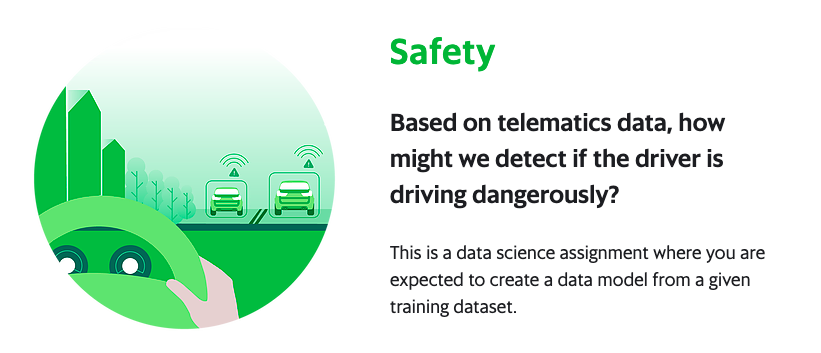 Safety
Based on telematics data, how
might we detect if the driver is
driving dangerously?
This is a data science assignment where you are
expected to create a data model from a given
training dataset.